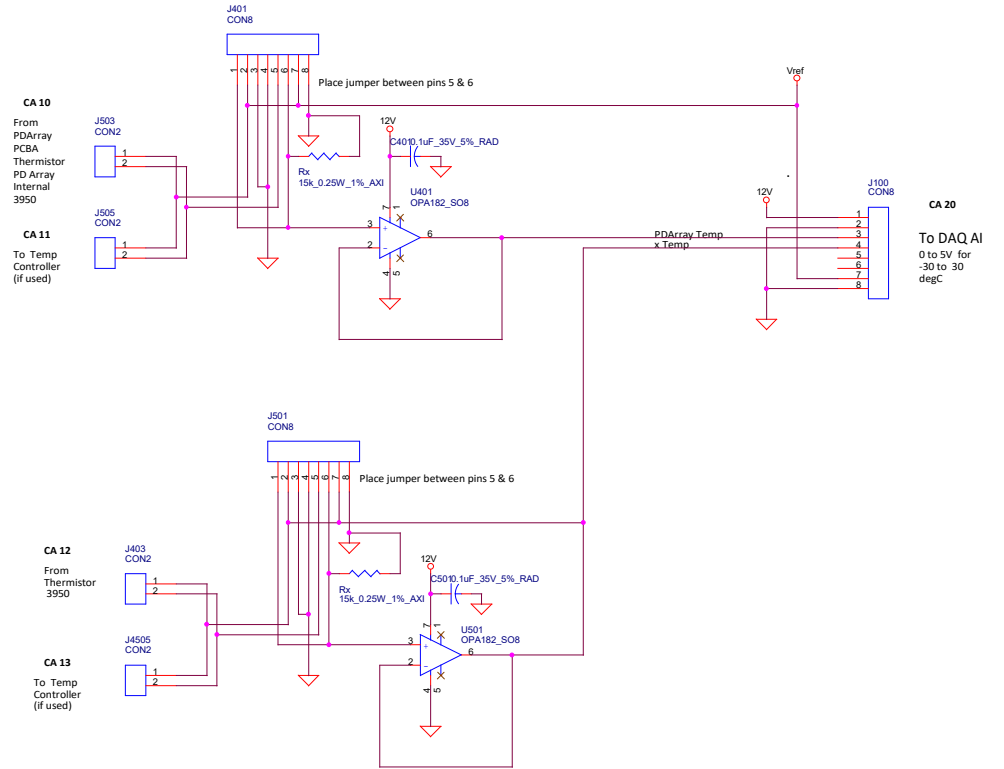 J401
CON8
1 2 3 4 5 6 7 8
Place jumper between pins 5 & 6
Vref
CA 10
From
PDArray
PCBA
Thermistor
PD Array
Internal
3950
J503
CON2
1
2
12V
C4010.1uF_35V_5%_RAD
Rx
15k_0.25W_1%_AXI
U401
OPA182_SO8
7 1
3
+
2
−
6
4 5
CA 11
To Temp
Controller
(if used)
J505
CON2
1
2
12V
J100
CON8
1
2
3
4
5
6
7
8
PDArray Temp
x Temp
CA 20
To DAQ AI
0 to 5V for
-30 to 30
degC
J501
CON8
1 2 3 4 5 6 7 8
Place jumper between pins 5 & 6
CA 12
From
Thermistor
3950
J403
CON2
1
2
12V
C5010.1uF_35V_5%_RAD
Rx
15k_0.25W_1%_AXI
U501
OPA182_SO8
7 1
3
+
2
−
6
4 5
CA 13
To Temp
Controller
(if used)
J4505
CON2
1
2